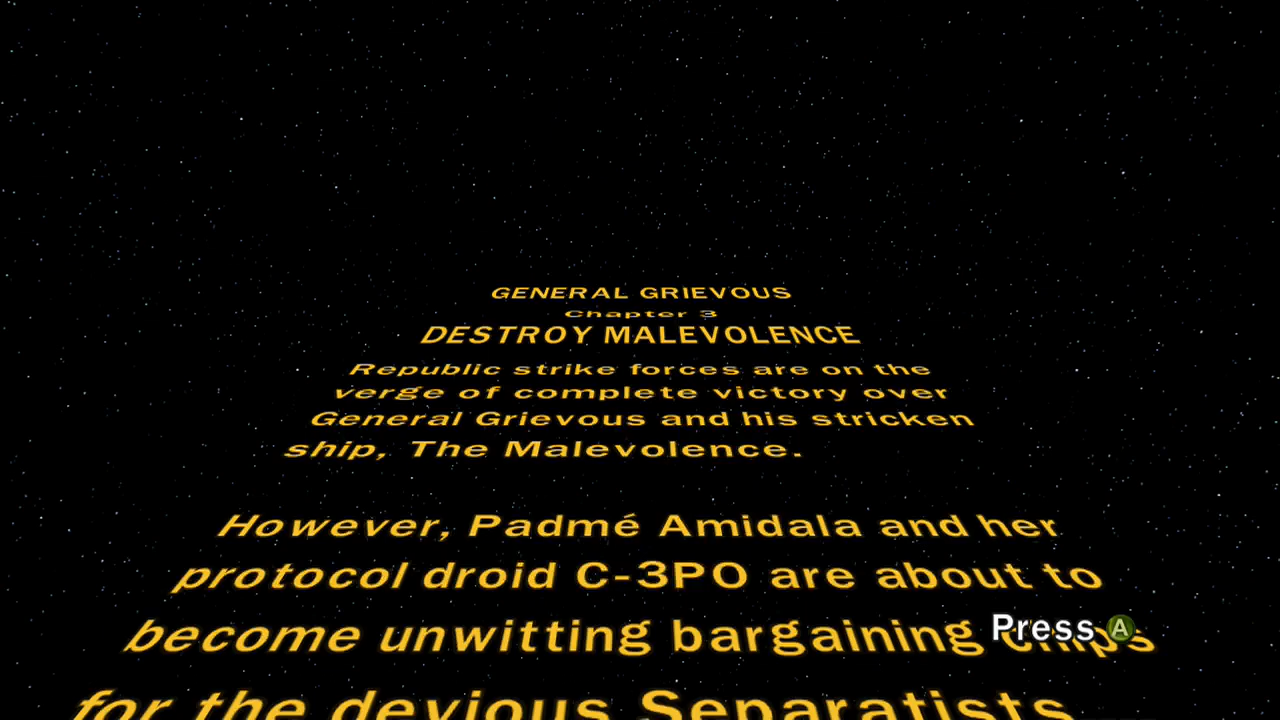 GENERAL GRIEVOUS
Chapter 3
DESTROY MALEVOLENCE
Republic strike forces are on the
verge of complete victory over
General Grievous and his stricken
ship, The Malevolence.
However, Padmé Amidala and her
protocol droid C-3PO are about to
become unwitting bargaining chips
Press A
for the devious Separatists